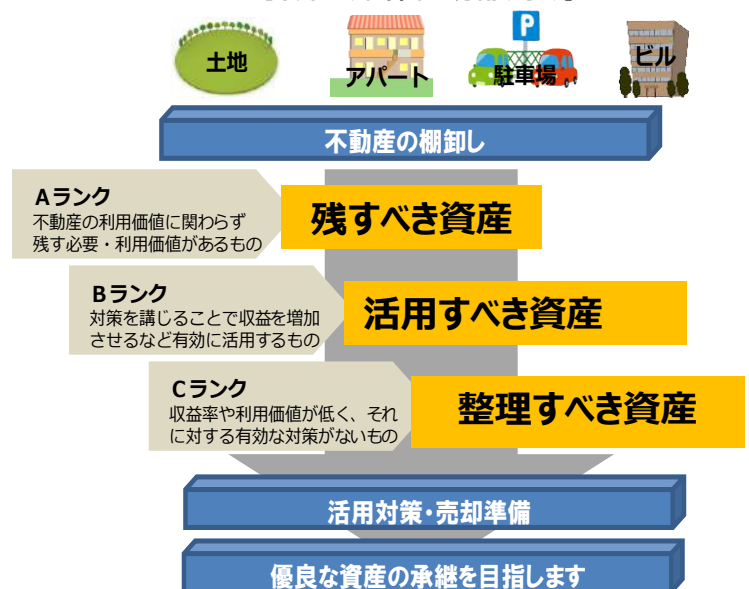 土地
アパート
P
駐車場
ビル
不動産の棚卸し
Aランク
不動産の利用価値に関わらず
残す必要・利用価値があるもの
残すべき資産
Bランク
対策を講じることで収益を増加
させるなど有効に活用するもの
活用すべき資産
Cランク
収益率や利用価値が低く、それ
に対する有効な対策がないもの
整理すべき資産
活用対策・売却準備
優良な資産の承継を目指します